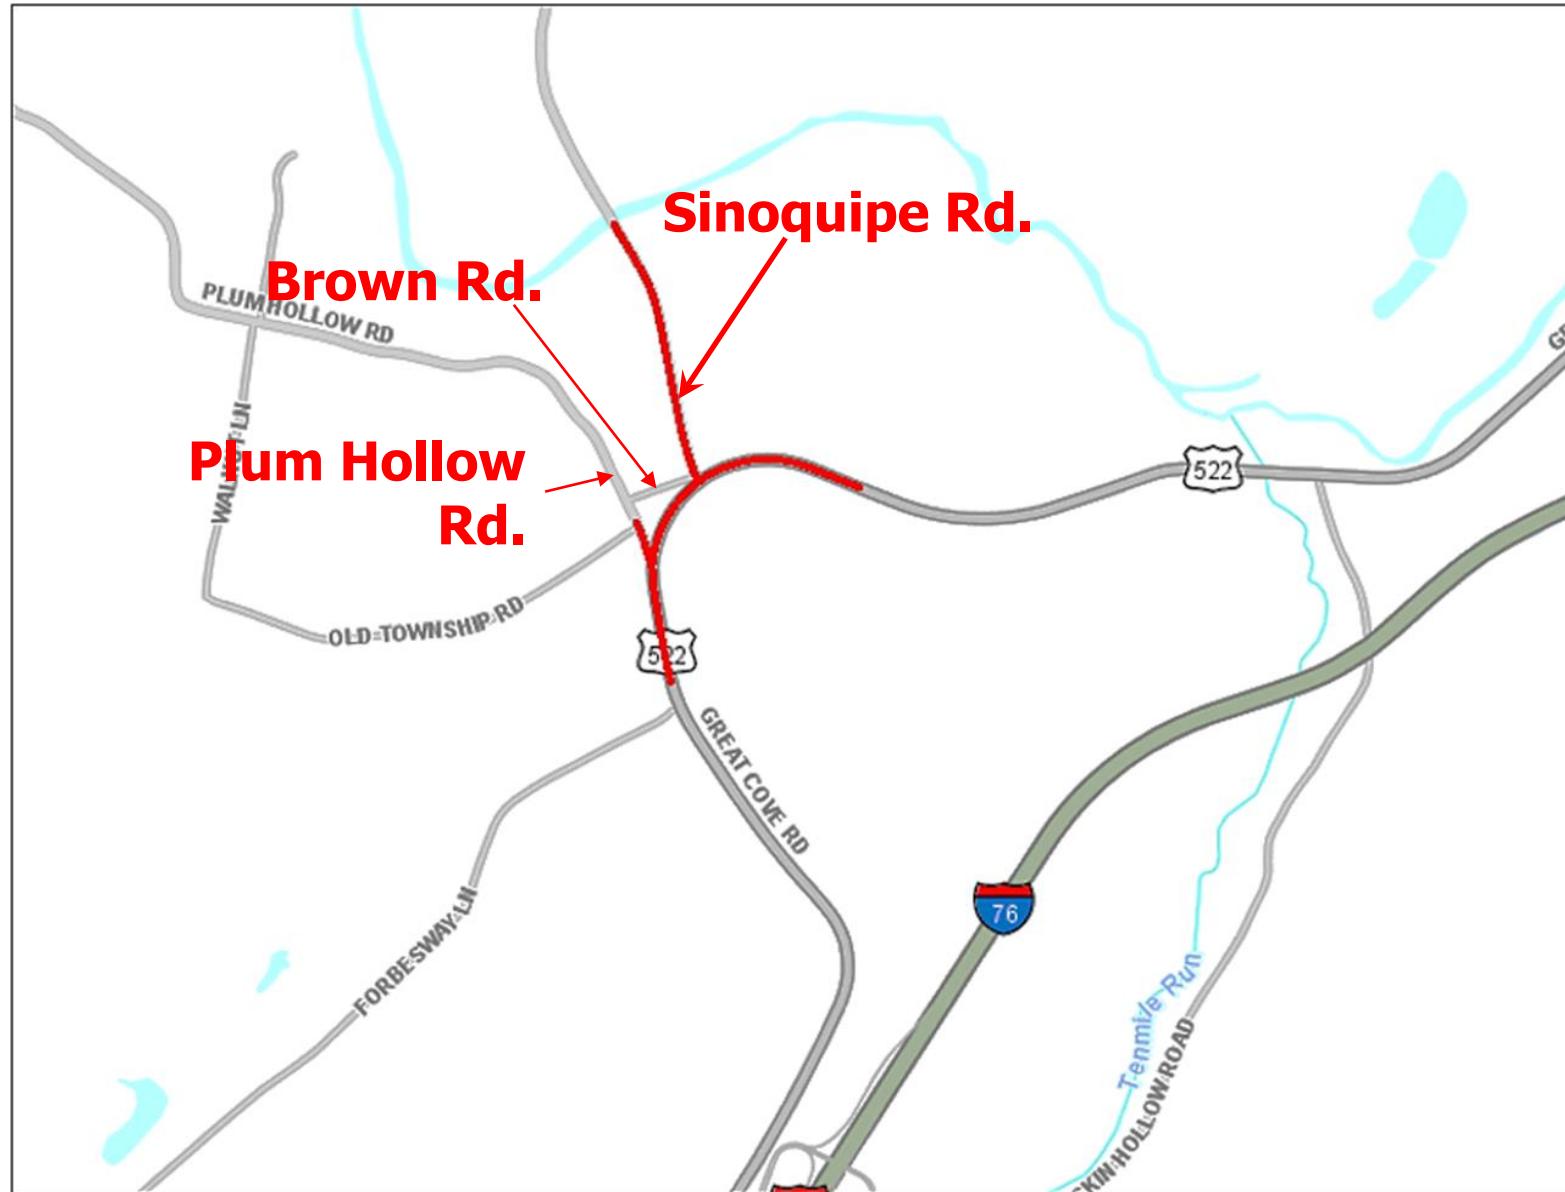 Sinoquipe Rd.
Brown Rd.
PLUM HOLLOW RD
WALNUT LN
Plum Hollow
Rd.
522
OLD TOWNSHIP RD
522
GREAT COVE RD
76
FORBES WAY LN
Tenmile Run
HOLLOW ROAD